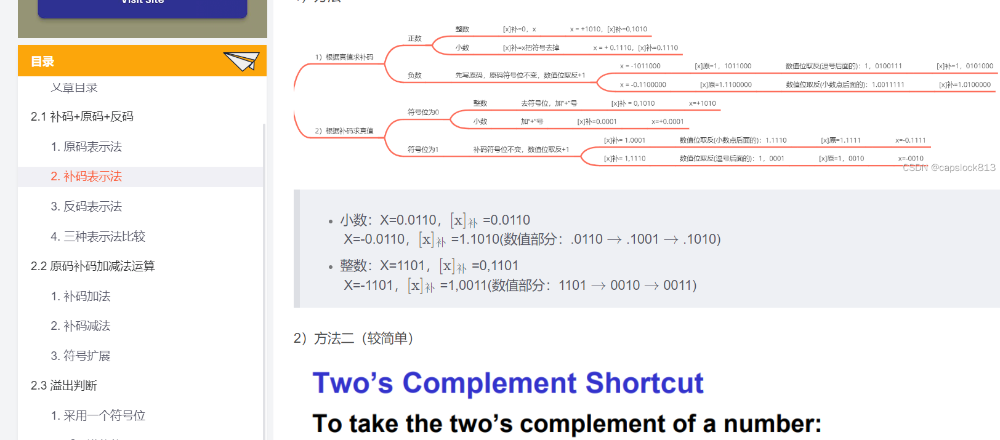 Visit Site
目录
文章目录
2.1 补码+原码+反码
1. 原码表示法
2. 补码表示法
3. 反码表示法
4. 三种表示法比较
2.2 原码补码加减法运算
1. 补码加法
2. 补码减法
3. 符号扩展
2.3 溢出判断
1. 采用一个符号位
1）方法一
1）根据真值求补码
正数
整数 [x]补=0，x x = +1010，[x]补=0,1010
小数 [x]补=x把符号去掉 x = + 0.1110，[x]补=0.1110
负数 先写原码，原码符号位不变，数值位取反+1
x = -1011000 [x]原=1，1011000 数值位取反(逗号后面的)：1，0100111 [x]补=1，0101000
x = -0.1100000 [x]原=1.1100000 数值位取反(小数点后面的)：1.0011111 [x]补=1.0100000
2）根据补码求真值
符号位为0
整数 去符号位，加“+”号 [x]补 = 0,1010 x=+1010
小数 加“+”号 [x]补=0.0001 x=+0.0001
符号位为1 补码符号位不变，数值位取反+1
[x]补= 1.0001 数值位取反(小数点后面的)：1.1110 [x]原=1.1111 x=-0.1111
[x]补= 1,1110 数值位取反(逗号后面的)：1，0001 [x]原=1，0010 x=-0010
CSDN @capslock813
• 小数：X=0.0110，[x]补 =0.0110
X=-0.0110，[x]补 =1.1010(数值部分：.0110 → .1001 → .1010)
• 整数：X=1101，[x]补 =0,1101
X=-1101，[x]补 =1,0011(数值部分：1101 → 0010 → 0011)
2）方法二（较简单）
Two’s Complement Shortcut
To take the two’s complement of a number: